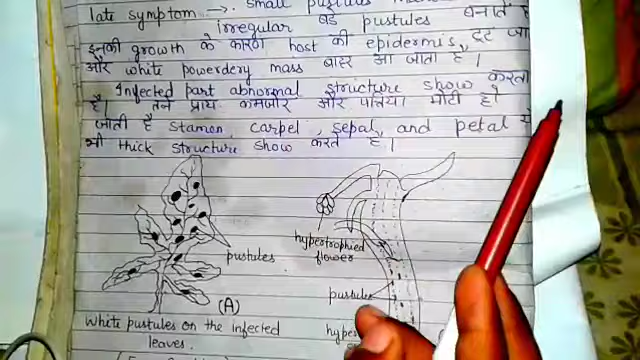 late symptom → small pustules
irregular बड़े pustules बनाते है
इनकी growth के कारण host की epidermis टूट
और white powerdery mass बाहर आ जाता है।
Infected part abnormal stricture show करता
है। तने प्राय कमजोर और पत्तिया मोटी हो
जाती है stamen, carpel, sepal, and petal
भी thick structure show करते है।
hypertrophied
flower
pustules
pustules
(A)
White pustules on the infected
leaves.